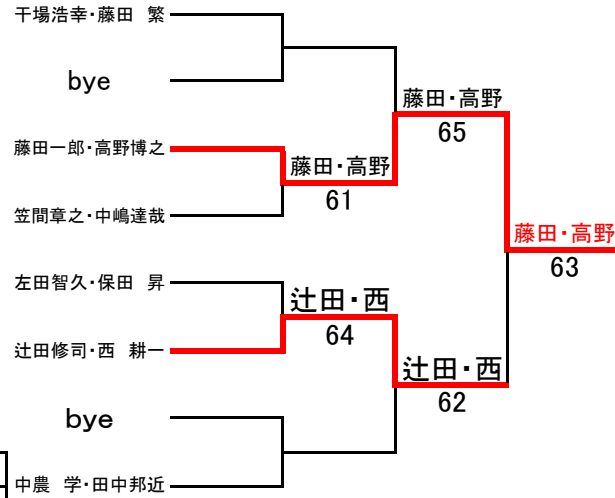 干場浩幸・藤田　繁
bye
藤田・高野
65
藤田一郎・高野博之
藤田・高野
61
笠間章之・中嶋達哉
藤田・高野
63
左田智久・保田　昇
辻田・西
64
辻田修司・西　耕一
辻田・西
62
bye
中農　学・田中邦近